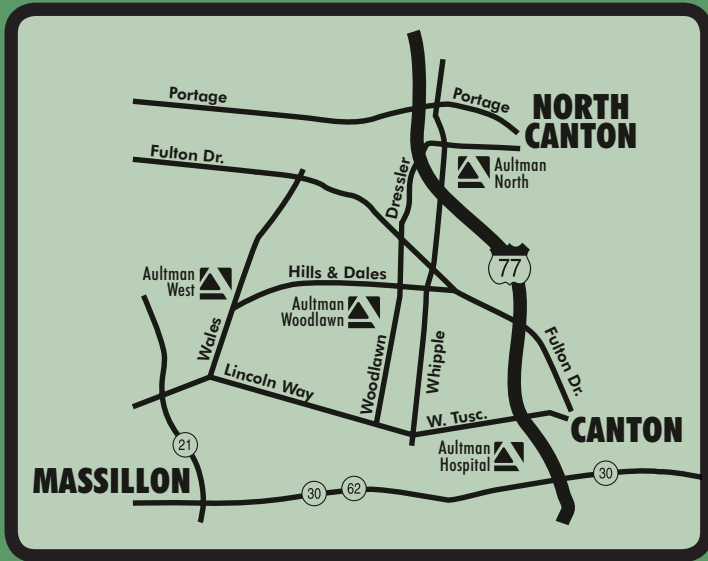 Portage
Portage
NORTH
CANTON
Fulton Dr.
Dressler
Aultman
North
77
Aultman
West
Hills & Dales
Aultman
Woodlawn
Wales
Woodlawn
Whipple
Fulton Dr.
Lincoln Way
W. Tusc.
CANTON
21
Aultman
Hospital
MASSILLON
30
62
30